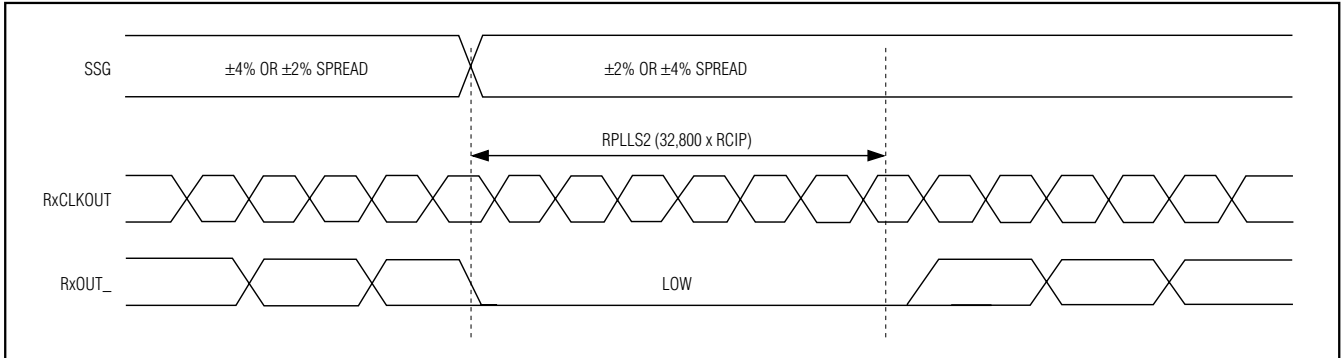 SSG
±4% OR ±2% SPREAD
±2% OR ±4% SPREAD
RPLLS2 (32,800 x RCIP)
RxCLKOUT
RxOUT_
LOW